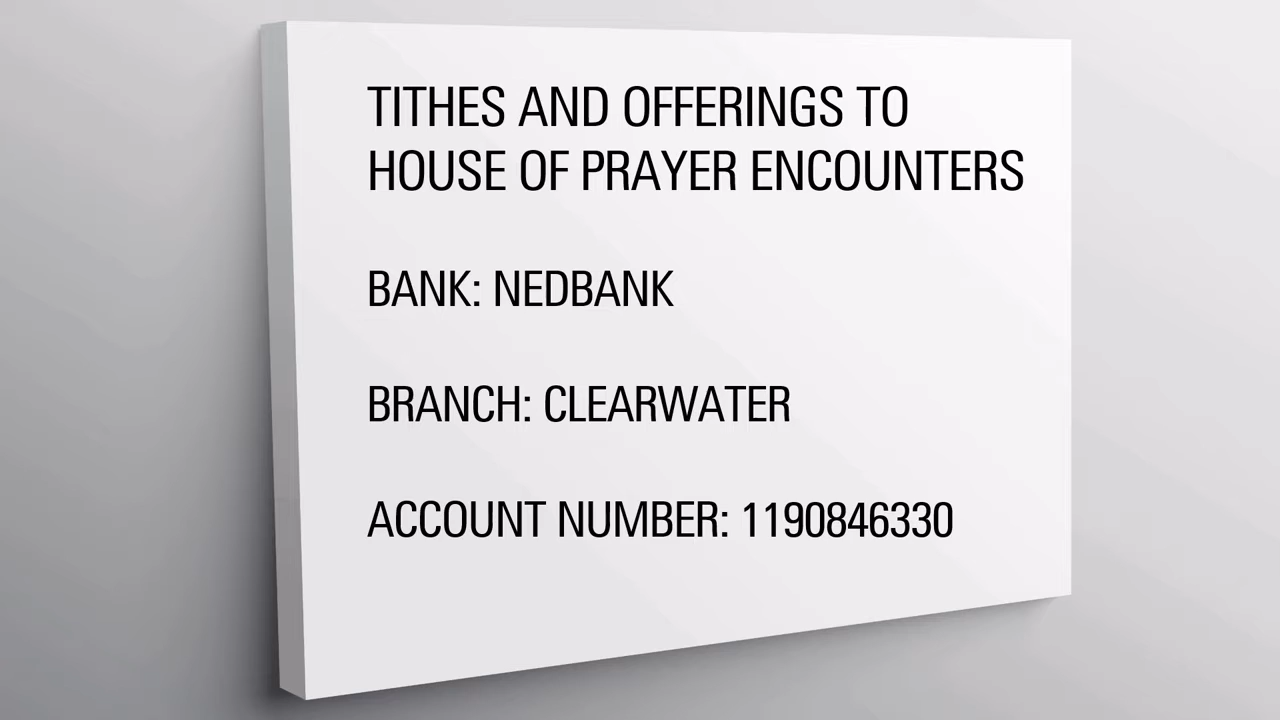 TITHES AND OFFERINGS TO
HOUSE OF PRAYER ENCOUNTERS
BANK: NEDBANK
BRANCH: CLEARWATER
ACCOUNT NUMBER: 1190846330